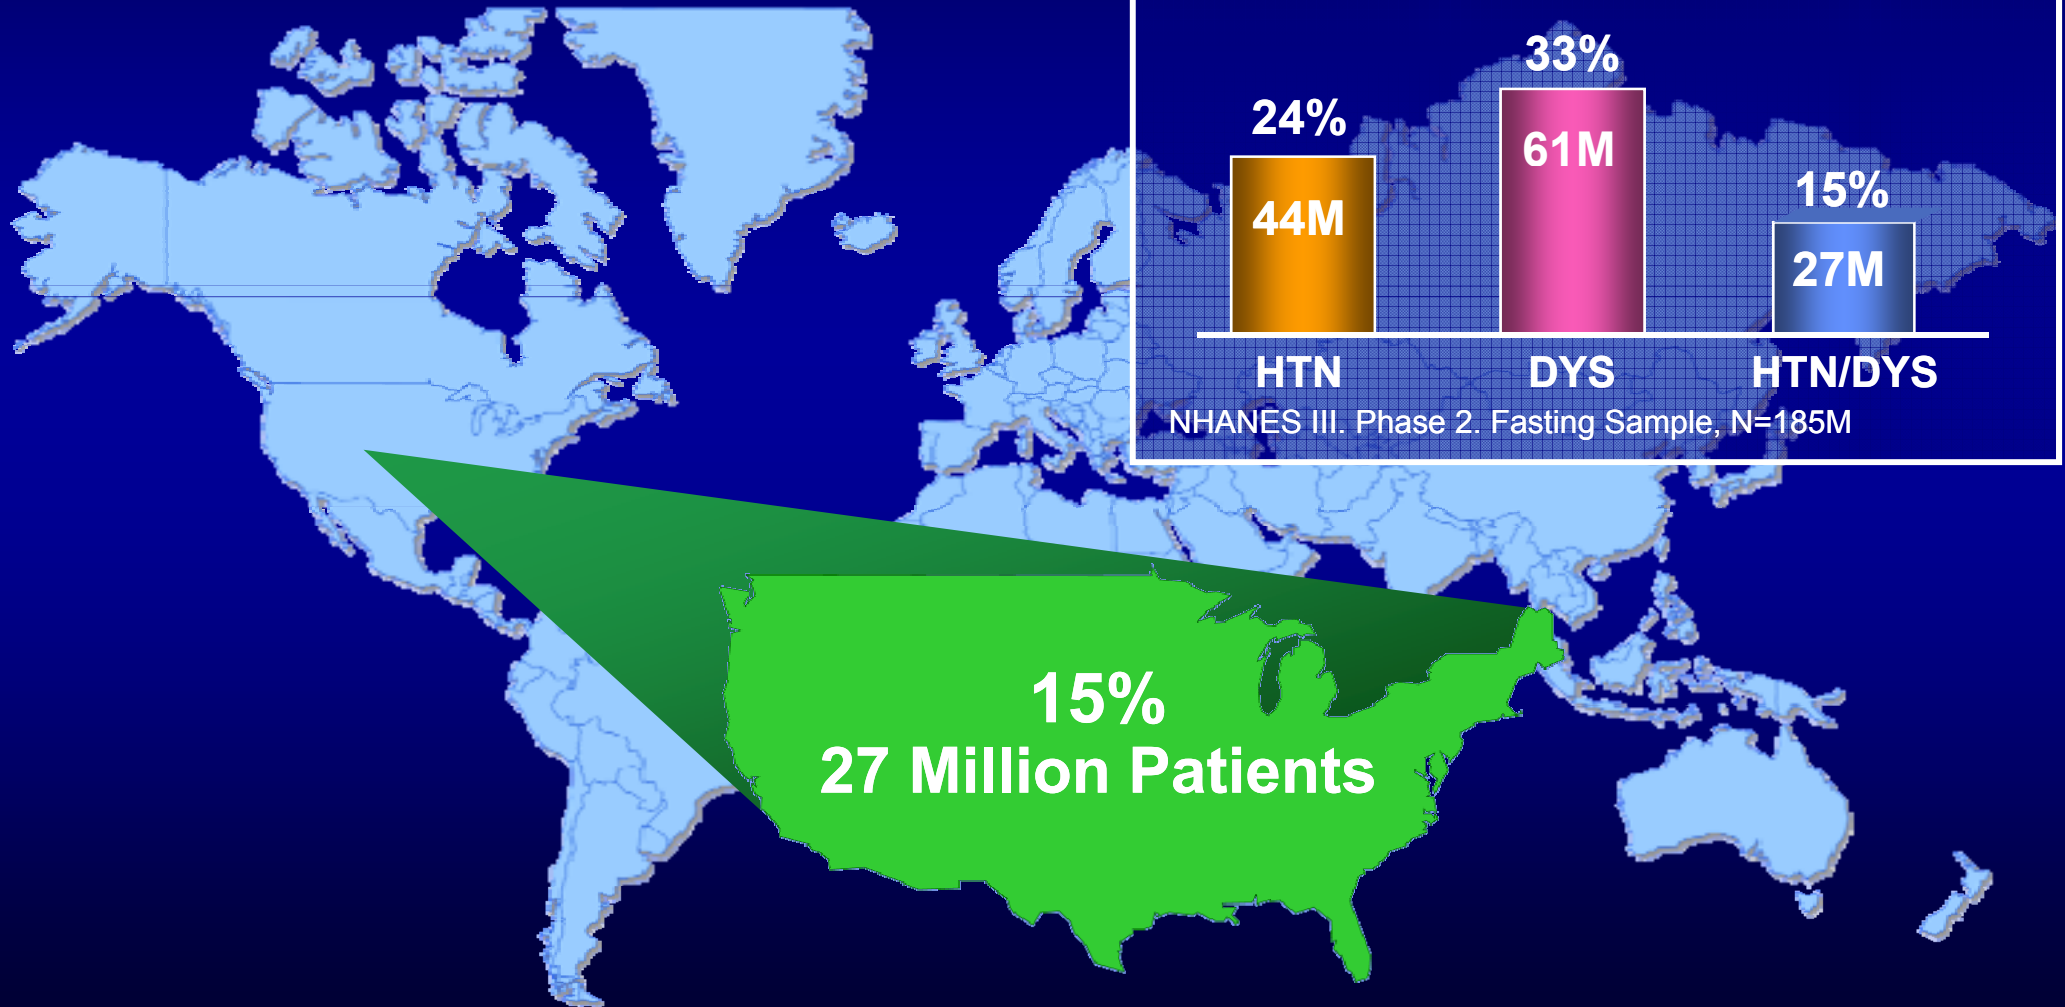 33%
24%
61M
15%
44M
27M
HTN DYS HTN/DYS
NHANES III. Phase 2. Fasting Sample, N=185M
15%
27 Million Patients